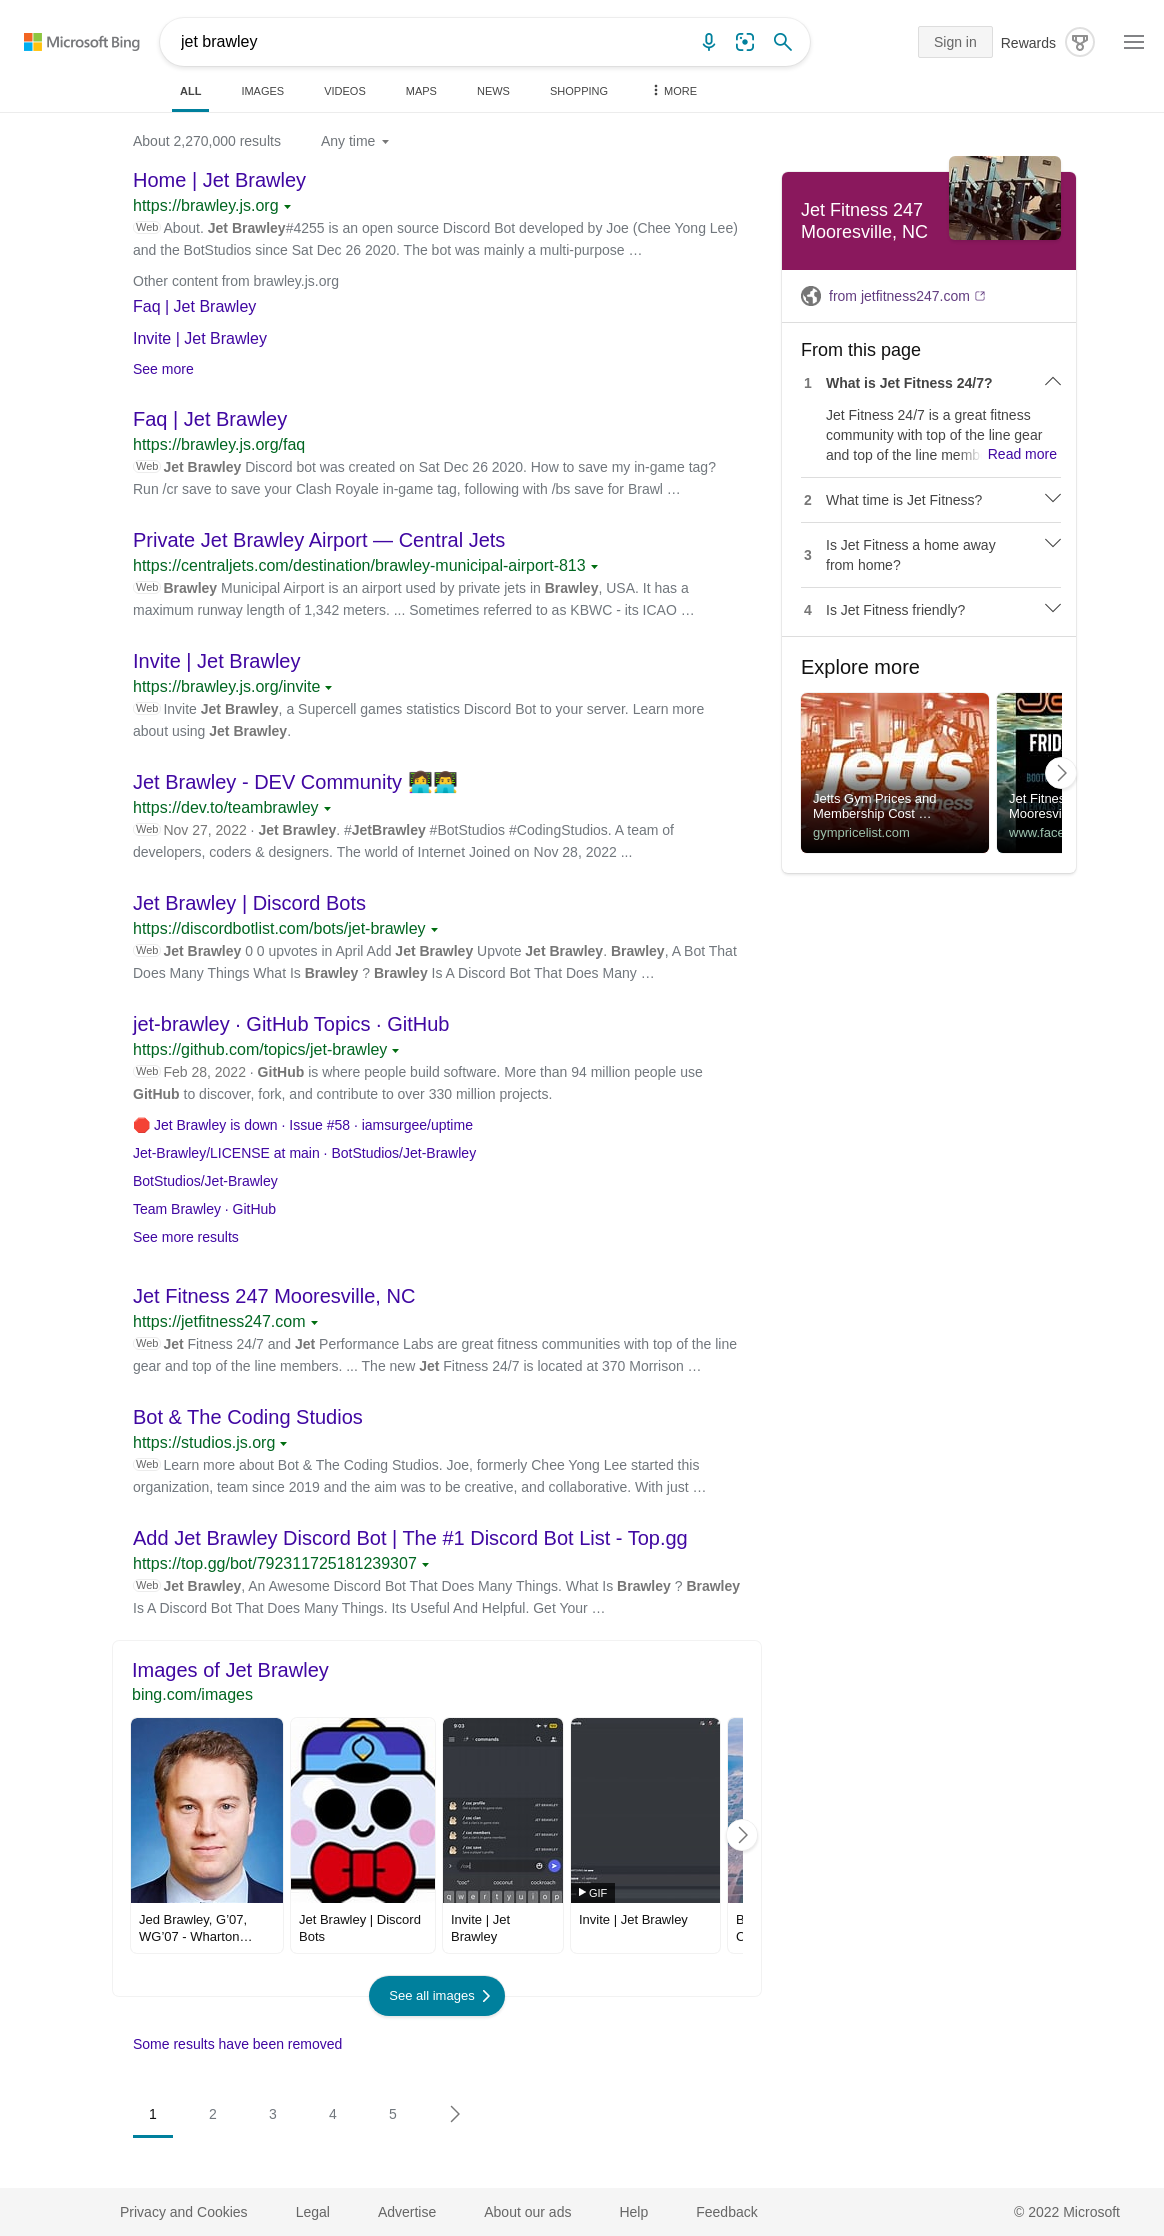 Microsoft Bing
jet brawley
Sign in
Rewards
ALL
IMAGES
VIDEOS
MAPS
NEWS
SHOPPING
MORE
About 2,270,000 results
Any time
Home | Jet Brawley
https://brawley.js.org
Web About. Jet Brawley#4255 is an open source Discord Bot developed by Joe (Chee Yong Lee)
and the BotStudios since Sat Dec 26 2020. The bot was mainly a multi-purpose …
Other content from brawley.js.org
Faq | Jet Brawley
Invite | Jet Brawley
See more
Faq | Jet Brawley
https://brawley.js.org/faq
Web Jet Brawley Discord bot was created on Sat Dec 26 2020. How to save my in-game tag?
Run /cr save to save your Clash Royale in-game tag, following with /bs save for Brawl …
Private Jet Brawley Airport — Central Jets
https://centraljets.com/destination/brawley-municipal-airport-813
Web Brawley Municipal Airport is an airport used by private jets in Brawley, USA. It has a
maximum runway length of 1,342 meters. ... Sometimes referred to as KBWC - its ICAO …
Invite | Jet Brawley
https://brawley.js.org/invite
Web Invite Jet Brawley, a Supercell games statistics Discord Bot to your server. Learn more
about using Jet Brawley.
Jet Brawley - DEV Community 👩‍💻👨‍💻
https://dev.to/teambrawley
Web Nov 27, 2022 · Jet Brawley. #JetBrawley #BotStudios #CodingStudios. A team of
developers, coders & designers. The world of Internet Joined on Nov 28, 2022 ...
Jet Brawley | Discord Bots
https://discordbotlist.com/bots/jet-brawley
Web Jet Brawley 0 0 upvotes in April Add Jet Brawley Upvote Jet Brawley. Brawley, A Bot That
Does Many Things What Is Brawley ? Brawley Is A Discord Bot That Does Many …
jet-brawley · GitHub Topics · GitHub
https://github.com/topics/jet-brawley
Web Feb 28, 2022 · GitHub is where people build software. More than 94 million people use
GitHub to discover, fork, and contribute to over 330 million projects.
🛑 Jet Brawley is down · Issue #58 · iamsurgee/uptime
Jet-Brawley/LICENSE at main · BotStudios/Jet-Brawley
BotStudios/Jet-Brawley
Team Brawley · GitHub
See more results
Jet Fitness 247 Mooresville, NC
https://jetfitness247.com
Web Jet Fitness 24/7 and Jet Performance Labs are great fitness communities with top of the line
gear and top of the line members. ... The new Jet Fitness 24/7 is located at 370 Morrison …
Bot & The Coding Studios
https://studios.js.org
Web Learn more about Bot & The Coding Studios. Joe, formerly Chee Yong Lee started this
organization, team since 2019 and the aim was to be creative, and collaborative. With just …
Add Jet Brawley Discord Bot | The #1 Discord Bot List - Top.gg
https://top.gg/bot/792311725181239307
Web Jet Brawley, An Awesome Discord Bot That Does Many Things. What Is Brawley ? Brawley
Is A Discord Bot That Does Many Things. Its Useful And Helpful. Get Your …
Images of Jet Brawley
bing.com/images
9:03
commands
/ coc profile
/ coc clan
/ coc members
/ coc save
JET BRAWLEY
JET BRAWLEY
JET BRAWLEY
JET BRAWLEY
"coc"
coconut
cockroach
q w e r t y u i o p
GIF
Jed Brawley, G'07,
WG'07 - Wharton…
Jet Brawley | Discord
Bots
Invite | Jet
Brawley
Invite | Jet Brawley
See all images
Some results have been removed
1
2
3
4
5
Jet Fitness 247
Mooresville, NC
from jetfitness247.com
From this page
1 What is Jet Fitness 24/7?
Jet Fitness 24/7 is a great fitness
community with top of the line gear
and top of the line memb Read more
2 What time is Jet Fitness?
3 Is Jet Fitness a home away
from home?
4 Is Jet Fitness friendly?
Explore more
jetts
24 hour fitness
Jetts Gym Prices and
Membership Cost …
gympricelist.com
FRID
Jet Fitnes
Mooresvi
www.face
Privacy and Cookies
Legal
Advertise
About our ads
Help
Feedback
© 2022 Microsoft